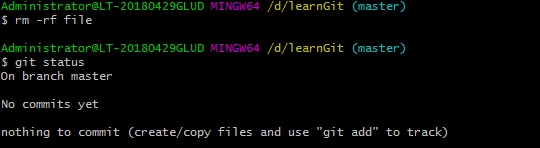 Administrator@LT-20180429GLUD MINGW64 /d/learnGit (master)
$ rm -rf file
Administrator@LT-20180429GLUD MINGW64 /d/learnGit (master)
$ git status
On branch master
No commits yet
nothing to commit (create/copy files and use "git add" to track)